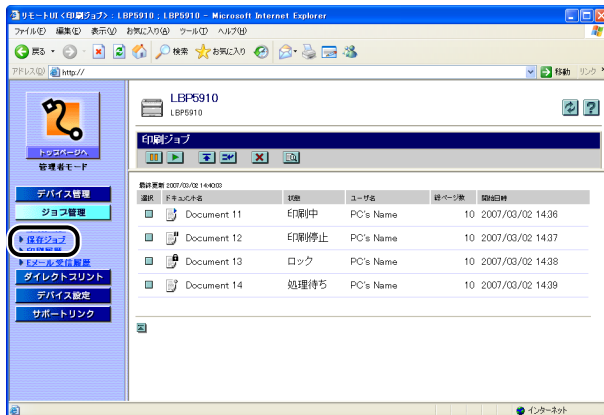 リモートUI <印刷ジョブ> : LBP5910 ; LBP5910 - Microsoft Internet Explorer
ファイル(F) 編集(E) 表示(V) お気に入り(A) ツール(T) ヘルプ(H)
戻る 検索 お気に入り
アドレス(D) http:// 移動 リンク
LBP5910
LBP5910
トップページへ
管理者モード
印刷ジョブ
デバイス管理
ジョブ管理
保存ジョブ
印刷履歴
Eメール受信履歴
ダイレクトプリント
デバイス設定
サポートリンク
最終更新 2007/03/02 14:40:03
選択 ドキュメント名 状態 ユーザ名 総ページ数 開始日時
Document 11 印刷中 PC's Name 10 2007/03/02 14:36
Document 12 印刷停止 PC's Name 10 2007/03/02 14:37
Document 13 ロック PC's Name 10 2007/03/02 14:38
Document 14 処理待ち PC's Name 10 2007/03/02 14:39
インターネット